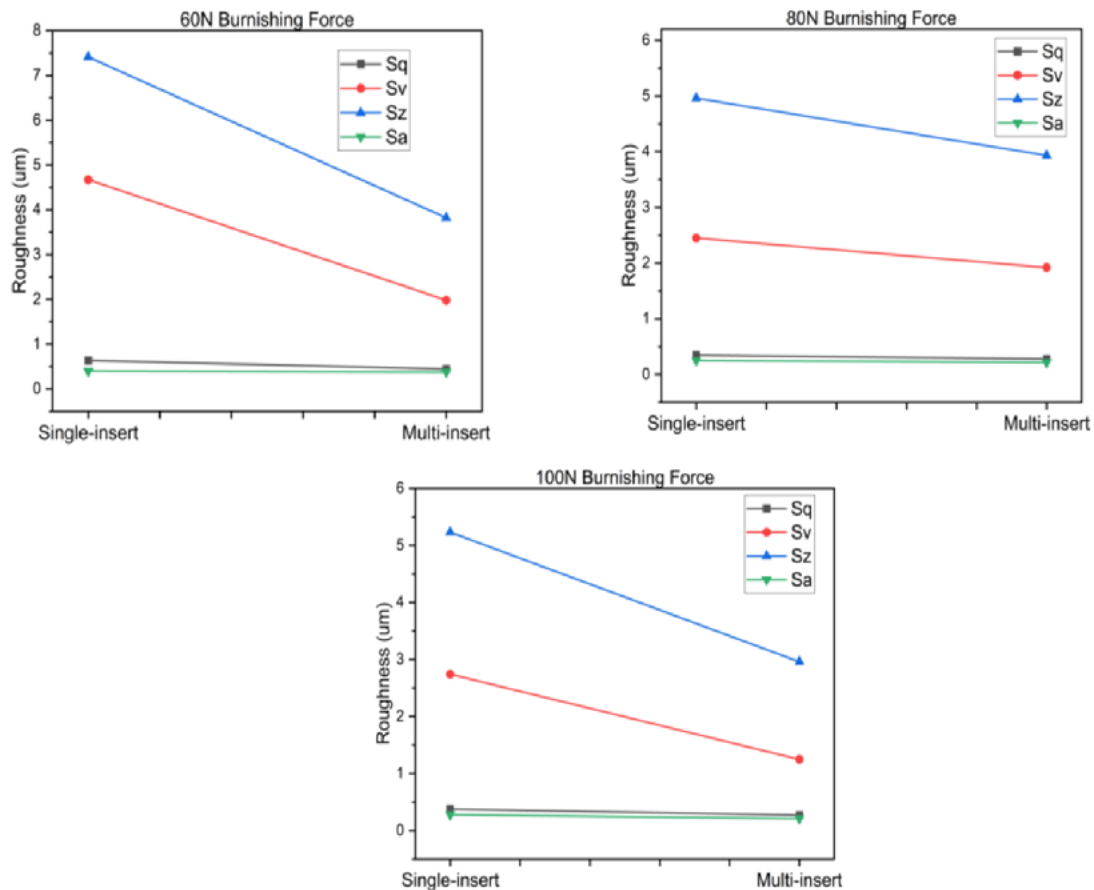 60N Burnishing Force
8
7
6
5
4
3
2
1
0
Roughness (um)
Sq
Sv
Sz
Sa
Single-insert
Multi-insert
80N Burnishing Force
6
5
4
3
2
1
0
Roughness (um)
Sq
Sv
Sz
Sa
Single-insert
Multi-insert
100N Burnishing Force
6
5
4
3
2
1
0
Roughness (um)
Sq
Sv
Sz
Sa
Single-insert
Multi-insert